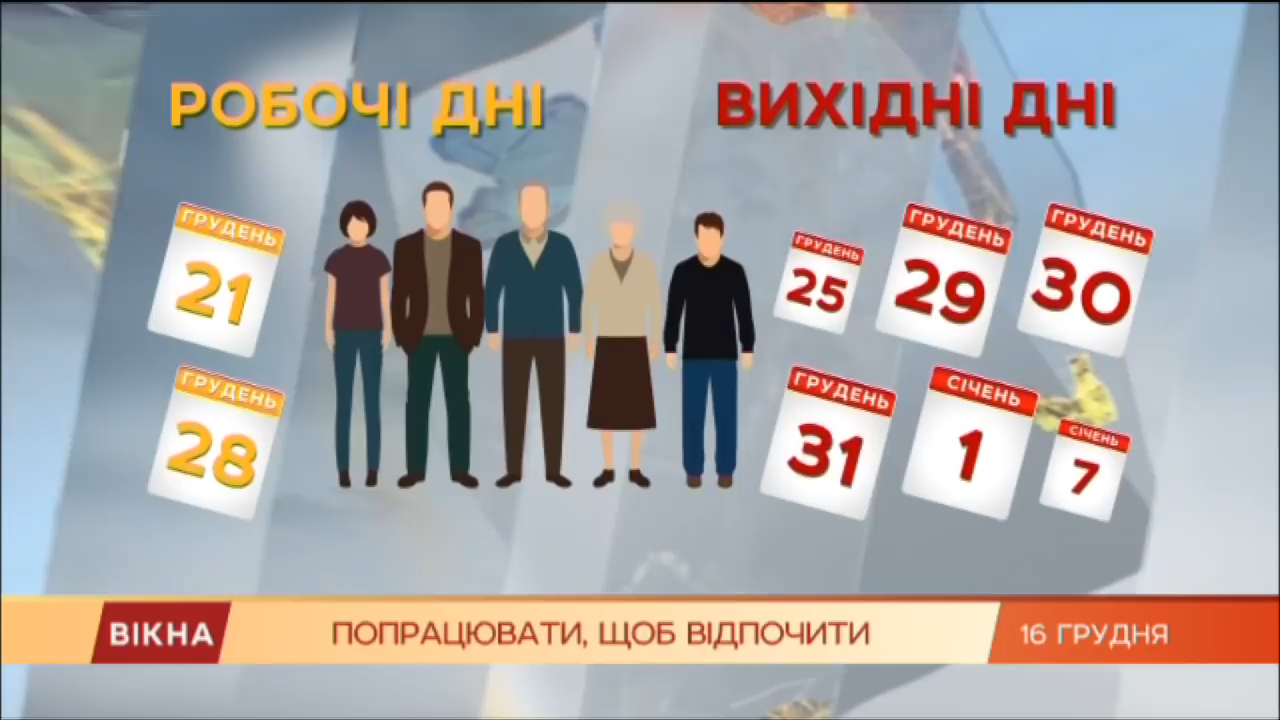 РОБОЧІ ДНІ
ВИХІДНІ ДНІ
ГРУДЕНЬ
21
ГРУДЕНЬ
28
ГРУДЕНЬ
25
ГРУДЕНЬ
29
ГРУДЕНЬ
30
ГРУДЕНЬ
31
СІЧЕНЬ
1
СІЧЕНЬ
7
ВІКНА
ПОПРАЦЮВАТИ, ЩОБ ВІДПОЧИТИ
16 ГРУДНЯ